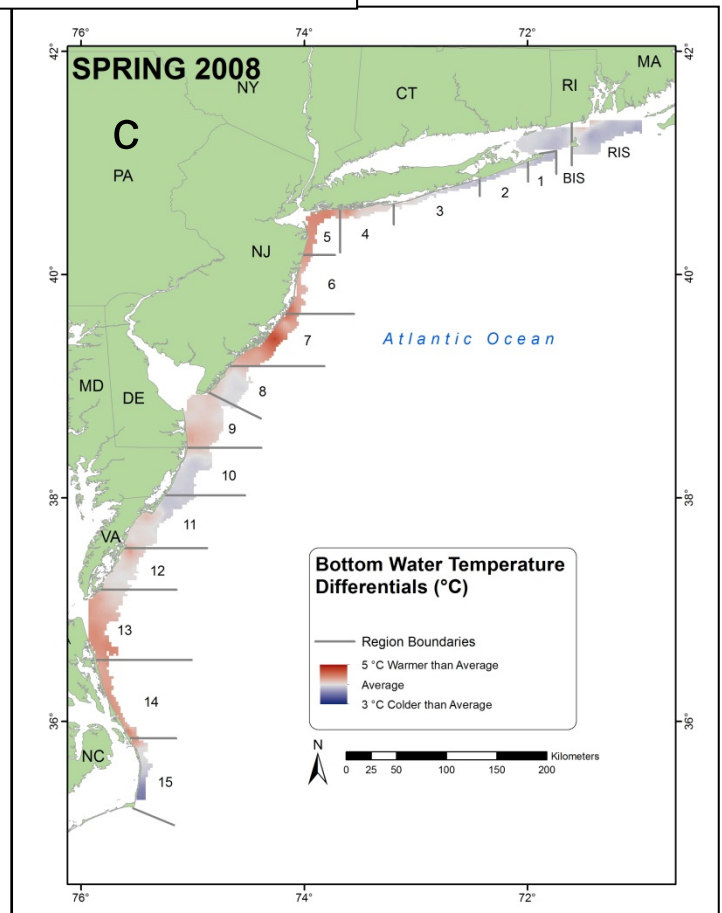 76°
74°
72°
42°
42°
SPRING 2008
C
NY
CT
RI
MA
PA
RIS
BIS
1
2
3
4
5
NJ
40°
40°
6
7
Atlantic Ocean
8
MD
DE
9
10
38°
38°
11
VA
12
13
14
36°
36°
NC
15
Bottom Water Temperature
Differentials (°C)
Region Boundaries
5 °C Warmer than Average
Average
3 °C Colder than Average
N
Kilometers
0 25 50 100 150 200
76°
74°
72°